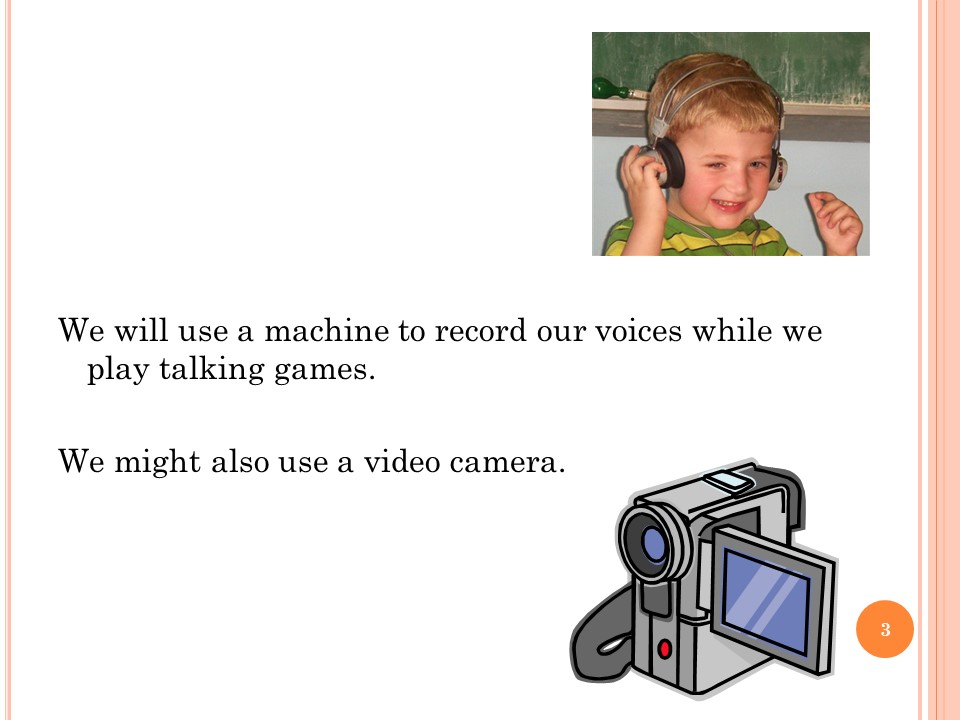 We will use a machine to record our voices while we
play talking games.
We might also use a video camera.
3